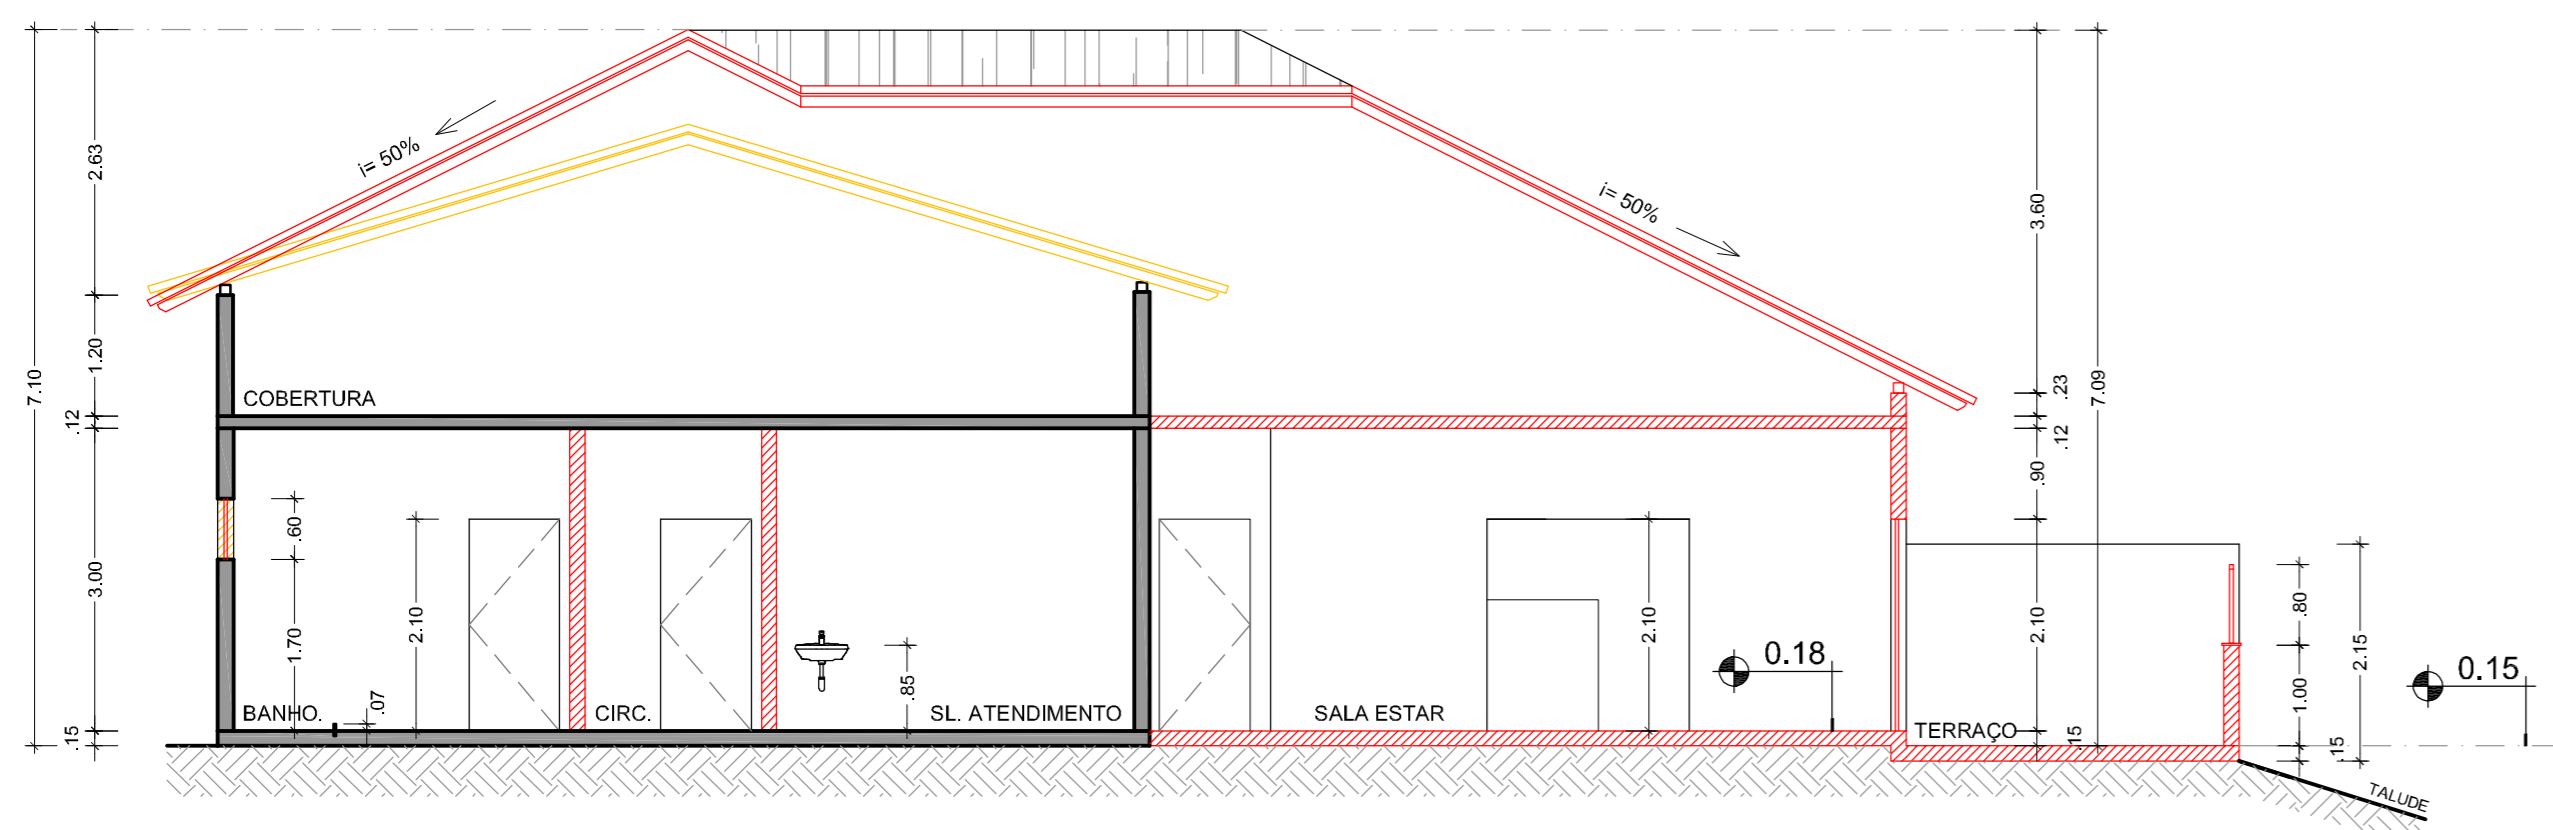 i= 50%
i= 50%
7.10
2.63
1.20
.12
3.00
.15
COBERTURA
.60
1.70
2.10
.07
BANHO.
CIRC.
.85
SL. ATENDIMENTO
SALA ESTAR
2.10
0.18
TERRAÇO
3.60
.23
.12
.90
2.10
.15
7.09
.80
1.00
.15
2.15
0.15
TALUDE